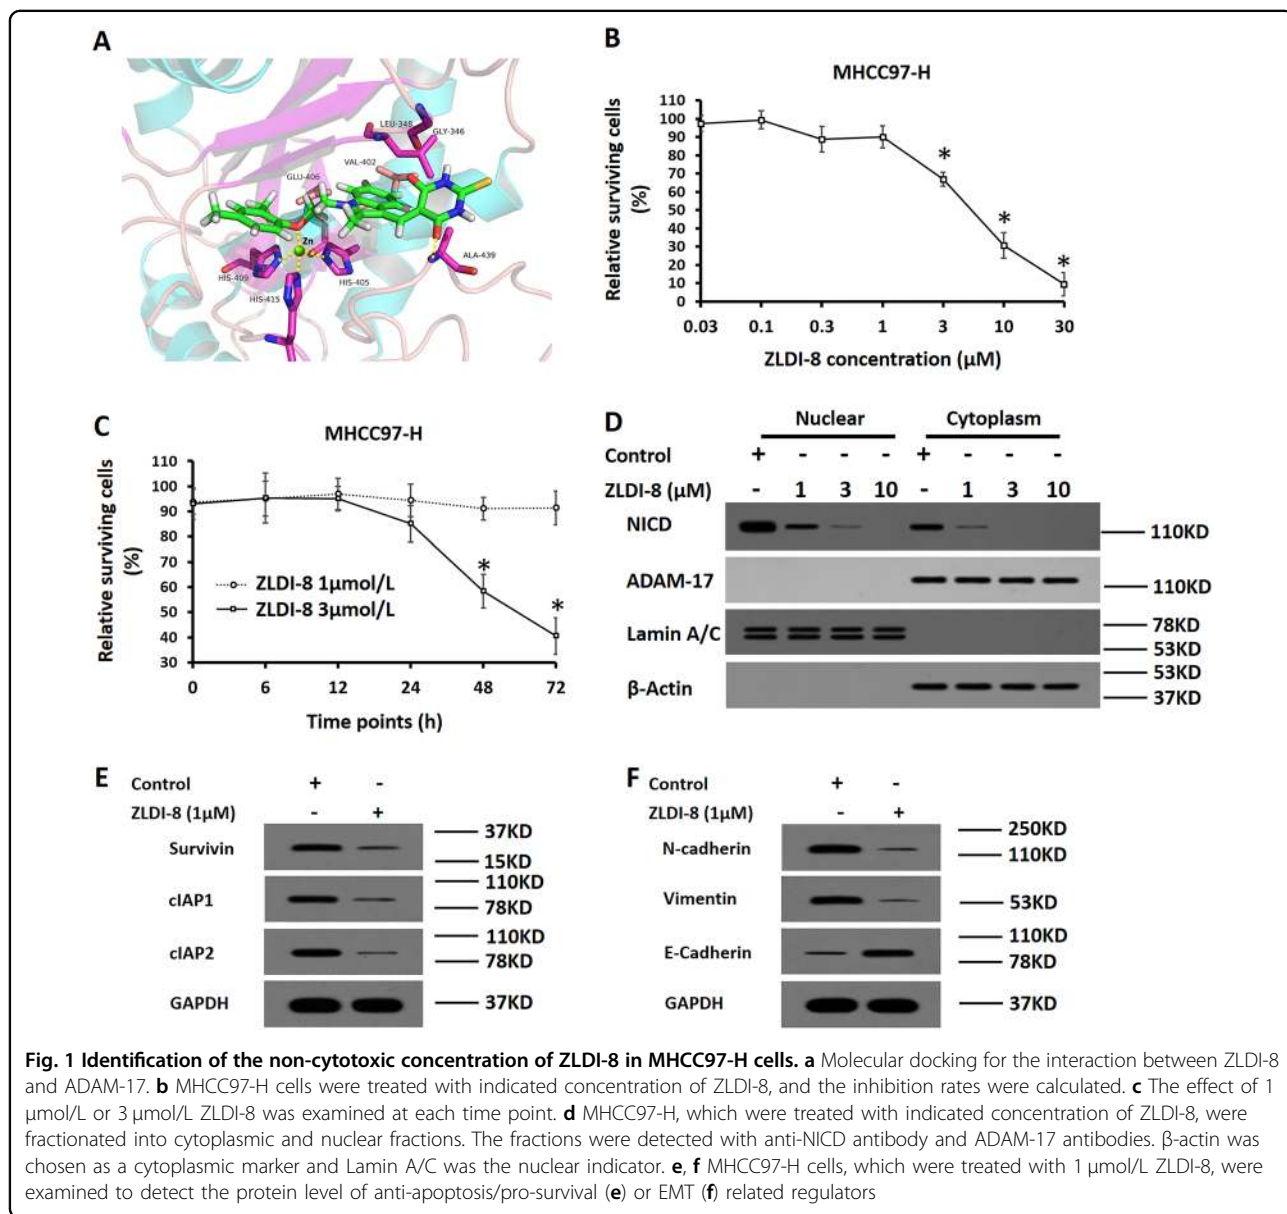 A
LEU-348
GLY-346
VAL-402
GLU-406
Zn
HIS-409
HIS-405
ALA-439
HIS-415
B
MHCC97-H
Relative surviving cells
(%)
110
100
90
80
70
60
50
40
30
20
10
0
*
*
*
0.03 0.1 0.3 1 3 10 30
ZLDI-8 concentration (μM)
C
MHCC97-H
Relative surviving cells
(%)
110
100
90
80
70
60
50
40
30
*
*
ZLDI-8 1μmol/L
ZLDI-8 3μmol/L
0 6 12 24 48 72
Time points (h)
D
Nuclear Cytoplasm
Control + - - - + - - -
ZLDI-8 (μM) - 1 3 10 - 1 3 10
NICD 110KD
ADAM-17 110KD
Lamin A/C 78KD
53KD
β-Actin 53KD
37KD
E
Control + -
ZLDI-8 (1μM) - +
Survivin 37KD
15KD
cIAP1 110KD
78KD
cIAP2 110KD
78KD
GAPDH 37KD
F
Control + -
ZLDI-8 (1μM) - +
N-cadherin 250KD
110KD
Vimentin 53KD
E-Cadherin 110KD
78KD
GAPDH 37KD
Fig. 1 Identification of the non-cytotoxic concentration of ZLDI-8 in MHCC97-H cells. a Molecular docking for the interaction between ZLDI-8
and ADAM-17. b MHCC97-H cells were treated with indicated concentration of ZLDI-8, and the inhibition rates were calculated. c The effect of 1
μmol/L or 3 μmol/L ZLDI-8 was examined at each time point. d MHCC97-H, which were treated with indicated concentration of ZLDI-8, were
fractionated into cytoplasmic and nuclear fractions. The fractions were detected with anti-NICD antibody and ADAM-17 antibodies. β-actin was
chosen as a cytoplasmic marker and Lamin A/C was the nuclear indicator. e, f MHCC97-H cells, which were treated with 1 μmol/L ZLDI-8, were
examined to detect the protein level of anti-apoptosis/pro-survival (e) or EMT (f) related regulators